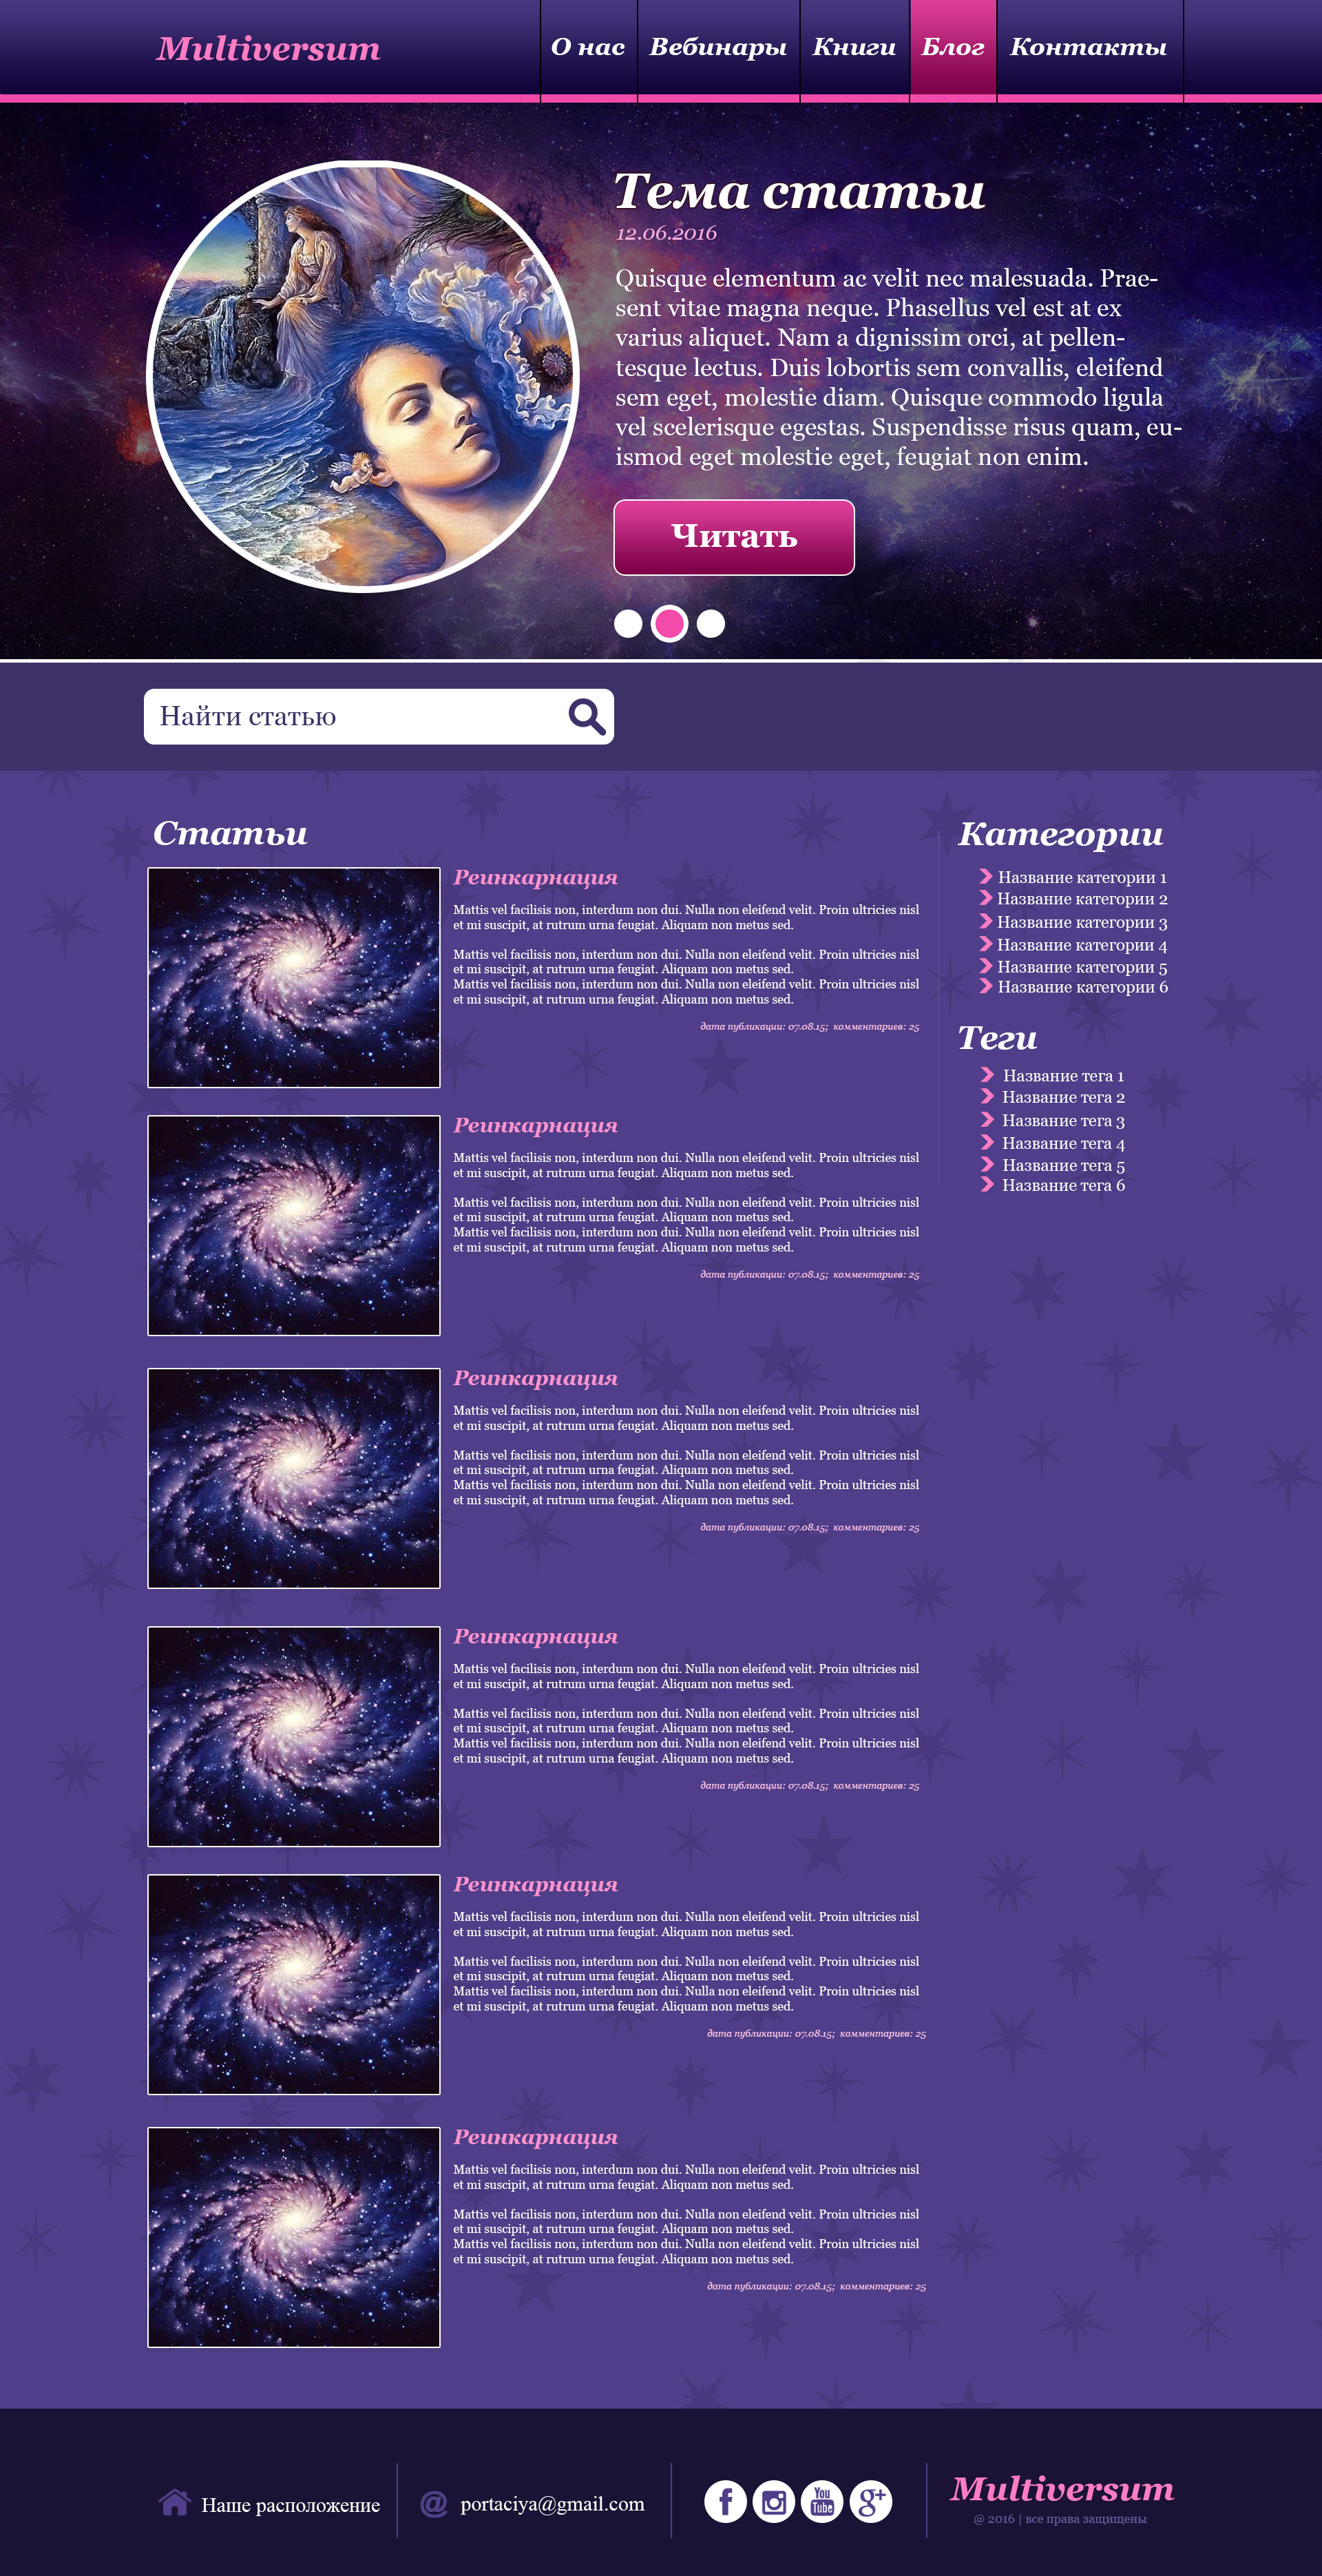 Multiversum
О нас
Вебинары
Книги
Блог
Контакты
Тема статьи
12.06.2016
Quisque elementum ac velit nec malesuada. Prae-
sent vitae magna neque. Phasellus vel est at ex
varius aliquet. Nam a dignissim orci, at pellen-
tesque lectus. Duis lobortis sem convallis, eleifend
sem eget, molestie diam. Quisque commodo ligula
vel scelerisque egestas. Suspendisse risus quam, eu-
ismod eget molestie eget, feugiat non enim.
Читать
Найти статью
Статьи
Реинкарнация
Mattis vel facilisis non, interdum non dui. Nulla non eleifend velit. Proin ultricies nisl
et mi suscipit, at rutrum urna feugiat. Aliquam non metus sed.
Mattis vel facilisis non, interdum non dui. Nulla non eleifend velit. Proin ultricies nisl
et mi suscipit, at rutrum urna feugiat. Aliquam non metus sed.
Mattis vel facilisis non, interdum non dui. Nulla non eleifend velit. Proin ultricies nisl
et mi suscipit, at rutrum urna feugiat. Aliquam non metus sed.
дата публикации: 07.08.15; комментариев: 25
Реинкарнация
Mattis vel facilisis non, interdum non dui. Nulla non eleifend velit. Proin ultricies nisl
et mi suscipit, at rutrum urna feugiat. Aliquam non metus sed.
Mattis vel facilisis non, interdum non dui. Nulla non eleifend velit. Proin ultricies nisl
et mi suscipit, at rutrum urna feugiat. Aliquam non metus sed.
Mattis vel facilisis non, interdum non dui. Nulla non eleifend velit. Proin ultricies nisl
et mi suscipit, at rutrum urna feugiat. Aliquam non metus sed.
дата публикации: 07.08.15; комментариев: 25
Реинкарнация
Mattis vel facilisis non, interdum non dui. Nulla non eleifend velit. Proin ultricies nisl
et mi suscipit, at rutrum urna feugiat. Aliquam non metus sed.
Mattis vel facilisis non, interdum non dui. Nulla non eleifend velit. Proin ultricies nisl
et mi suscipit, at rutrum urna feugiat. Aliquam non metus sed.
Mattis vel facilisis non, interdum non dui. Nulla non eleifend velit. Proin ultricies nisl
et mi suscipit, at rutrum urna feugiat. Aliquam non metus sed.
дата публикации: 07.08.15; комментариев: 25
Реинкарнация
Mattis vel facilisis non, interdum non dui. Nulla non eleifend velit. Proin ultricies nisl
et mi suscipit, at rutrum urna feugiat. Aliquam non metus sed.
Mattis vel facilisis non, interdum non dui. Nulla non eleifend velit. Proin ultricies nisl
et mi suscipit, at rutrum urna feugiat. Aliquam non metus sed.
Mattis vel facilisis non, interdum non dui. Nulla non eleifend velit. Proin ultricies nisl
et mi suscipit, at rutrum urna feugiat. Aliquam non metus sed.
дата публикации: 07.08.15; комментариев: 25
Реинкарнация
Mattis vel facilisis non, interdum non dui. Nulla non eleifend velit. Proin ultricies nisl
et mi suscipit, at rutrum urna feugiat. Aliquam non metus sed.
Mattis vel facilisis non, interdum non dui. Nulla non eleifend velit. Proin ultricies nisl
et mi suscipit, at rutrum urna feugiat. Aliquam non metus sed.
Mattis vel facilisis non, interdum non dui. Nulla non eleifend velit. Proin ultricies nisl
et mi suscipit, at rutrum urna feugiat. Aliquam non metus sed.
дата публикации: 07.08.15; комментариев: 25
Реинкарнация
Mattis vel facilisis non, interdum non dui. Nulla non eleifend velit. Proin ultricies nisl
et mi suscipit, at rutrum urna feugiat. Aliquam non metus sed.
Mattis vel facilisis non, interdum non dui. Nulla non eleifend velit. Proin ultricies nisl
et mi suscipit, at rutrum urna feugiat. Aliquam non metus sed.
Mattis vel facilisis non, interdum non dui. Nulla non eleifend velit. Proin ultricies nisl
et mi suscipit, at rutrum urna feugiat. Aliquam non metus sed.
дата публикации: 07.08.15; комментариев: 25
Категории
Название категории 1
Название категории 2
Название категории 3
Название категории 4
Название категории 5
Название категории 6
Теги
Название тега 1
Название тега 2
Название тега 3
Название тега 4
Название тега 5
Название тега 6
Наше расположение
@ portaciya@gmail.com
f
You
Tube
g+
Multiversum
@ 2016 | все права защищены